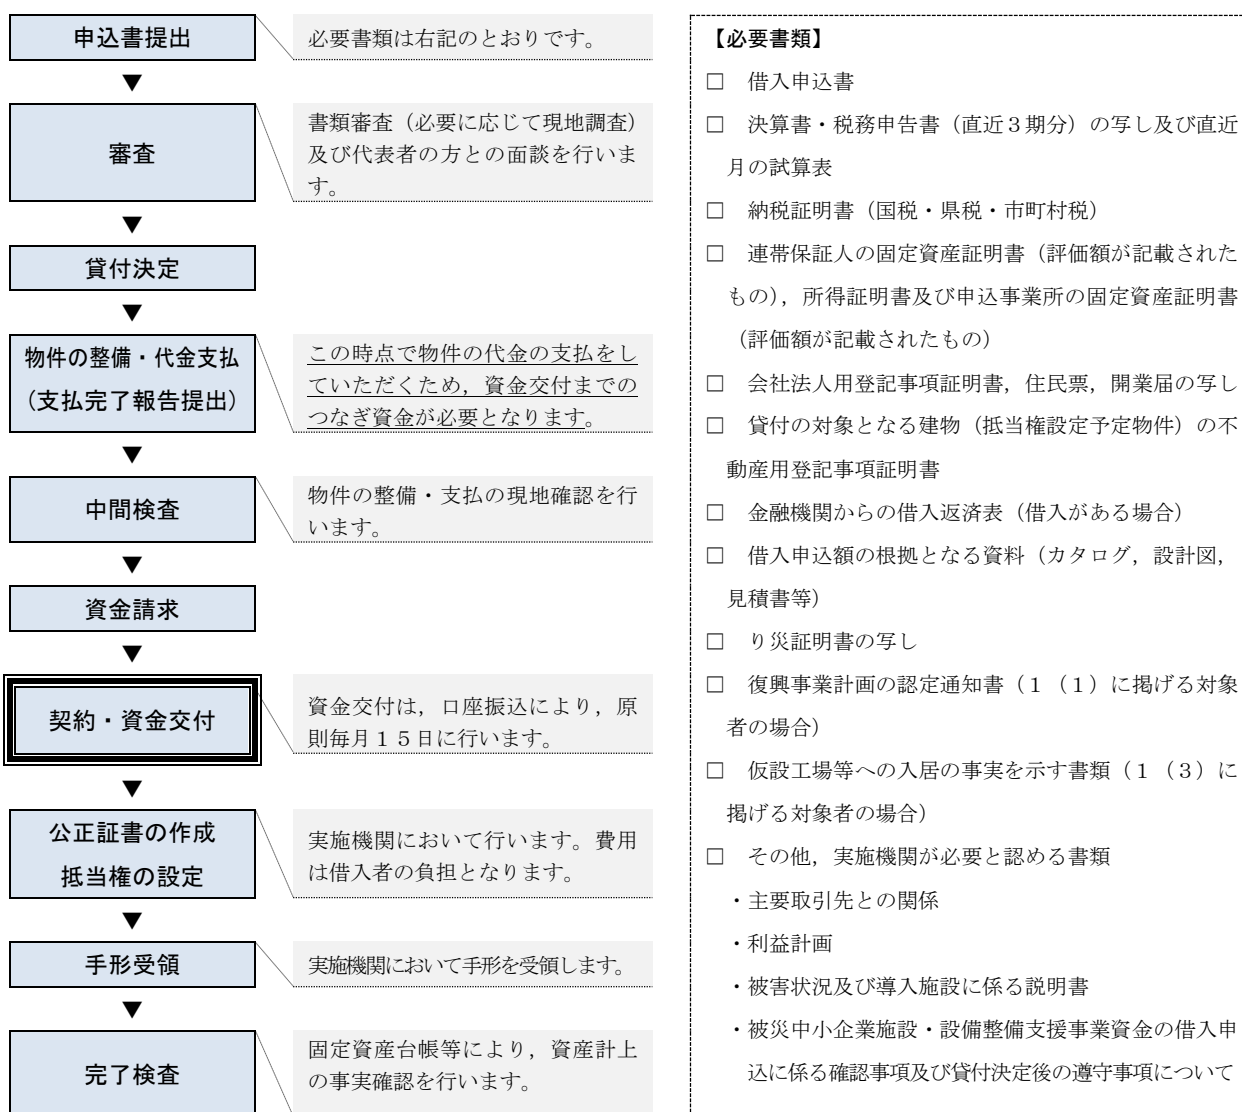 申込書提出
必要書類は右記のとおりです。
▼
審査
書類審査（必要に応じて現地調査）
及び代表者の方との面談を行いま
す。
▼
貸付決定
▼
物件の整備・代金支払
（支払完了報告提出）
この時点で物件の代金の支払をし
ていただくため，資金交付までの
つなぎ資金が必要となります。
▼
中間検査
物件の整備・支払の現地確認を行
います。
▼
資金請求
▼
契約・資金交付
資金交付は，口座振込により，原
則毎月１５日に行います。
▼
公正証書の作成
抵当権の設定
実施機関において行います。費用
は借入者の負担となります。
▼
手形受領
実施機関において手形を受領します。
▼
完了検査
固定資産台帳等により，資産計上
の事実確認を行います。
【必要書類】
□　借入申込書
□　決算書・税務申告書（直近３期分）の写し及び直近
月の試算表
□　納税証明書（国税・県税・市町村税）
□　連帯保証人の固定資産証明書（評価額が記載された
もの），所得証明書及び申込事業所の固定資産証明書
（評価額が記載されたもの）
□　会社法人用登記事項証明書，住民票，開業届の写し
□　貸付の対象となる建物（抵当権設定予定物件）の不
動産用登記事項証明書
□　金融機関からの借入返済表（借入がある場合）
□　借入申込額の根拠となる資料（カタログ，設計図，
見積書等）
□　り災証明書の写し
□　復興事業計画の認定通知書（１（１）に掲げる対象
者の場合）
□　仮設工場等への入居の事実を示す書類（１（３）に
掲げる対象者の場合）
□　その他，実施機関が必要と認める書類
・主要取引先との関係
・利益計画
・被害状況及び導入施設に係る説明書
・被災中小企業施設・設備整備支援事業資金の借入申
込に係る確認事項及び貸付決定後の遵守事項について